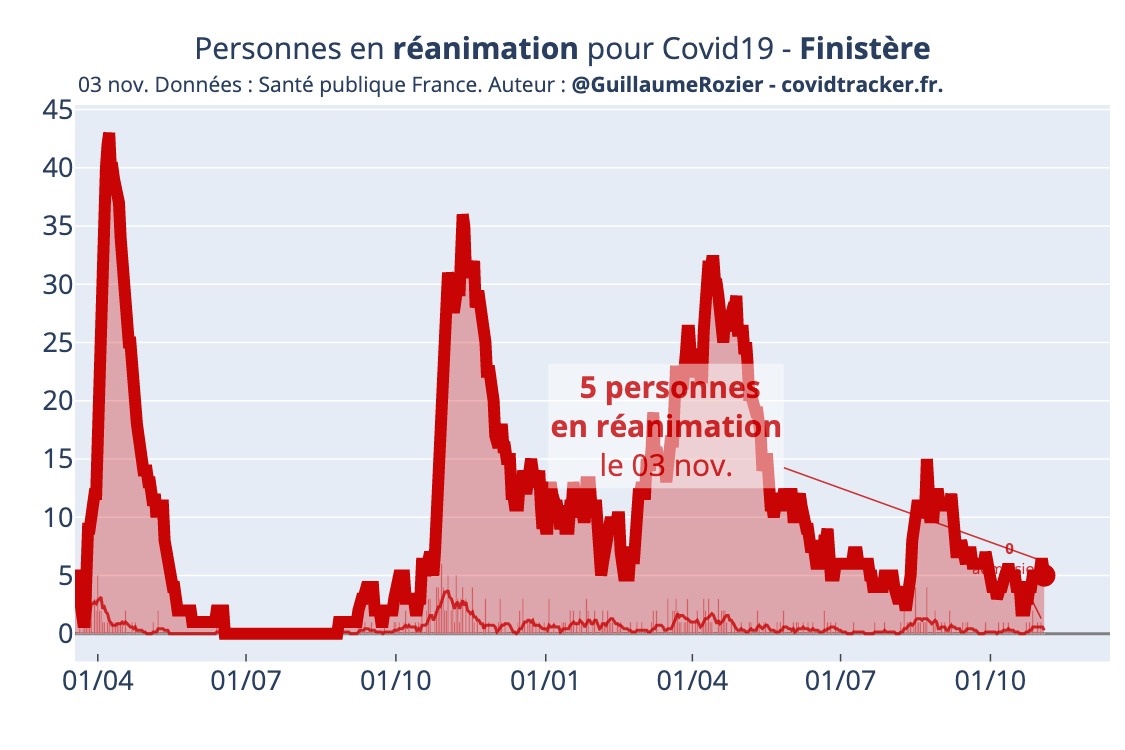 Personnes en réanimation pour Covid19 - Finistère
03 nov. Données : Santé publique France. Auteur : @GuillaumeRozier - covidtracker.fr.
45
40
35
30
25
20
15
10
5
0
5 personnes
en réanimation
le 03 nov.
0
01/04 01/07 01/10 01/01 01/04 01/07 01/10